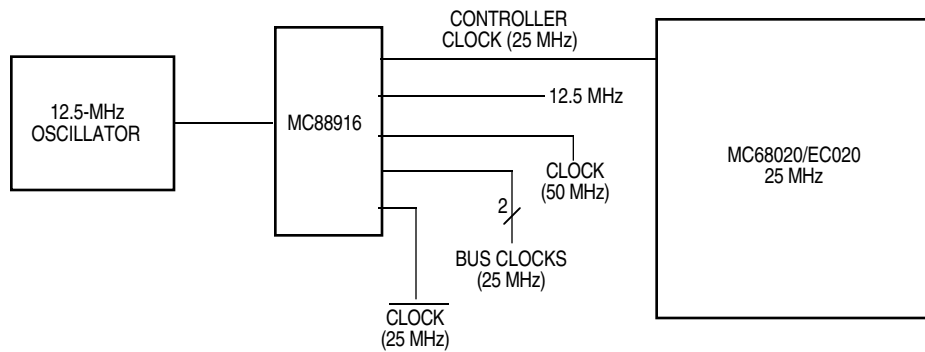 CONTROLLER
CLOCK (25 MHz)
12.5-MHz
OSCILLATOR
MC88916
12.5 MHz
MC68020/EC020
25 MHz
CLOCK
(50 MHz)
2
BUS CLOCKS
(25 MHz)
CLOCK
(25 MHz)